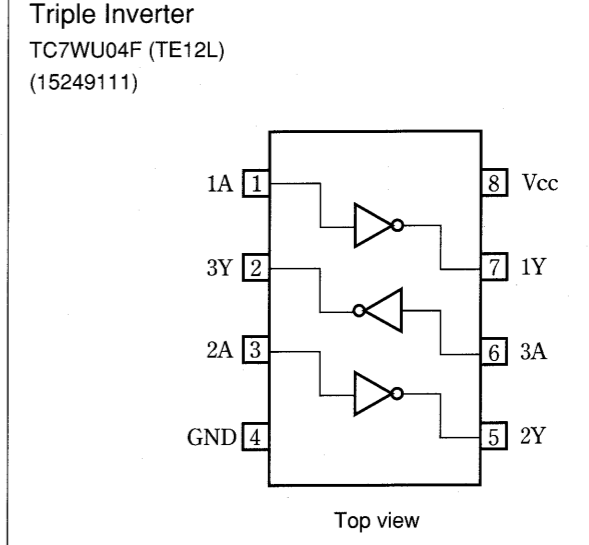 Triple Inverter
TC7WU04F (TE12L)
(15249111)
1A 1 8 Vcc
3Y 2 7 1Y
2A 3 6 3A
GND 4 5 2Y
Top view